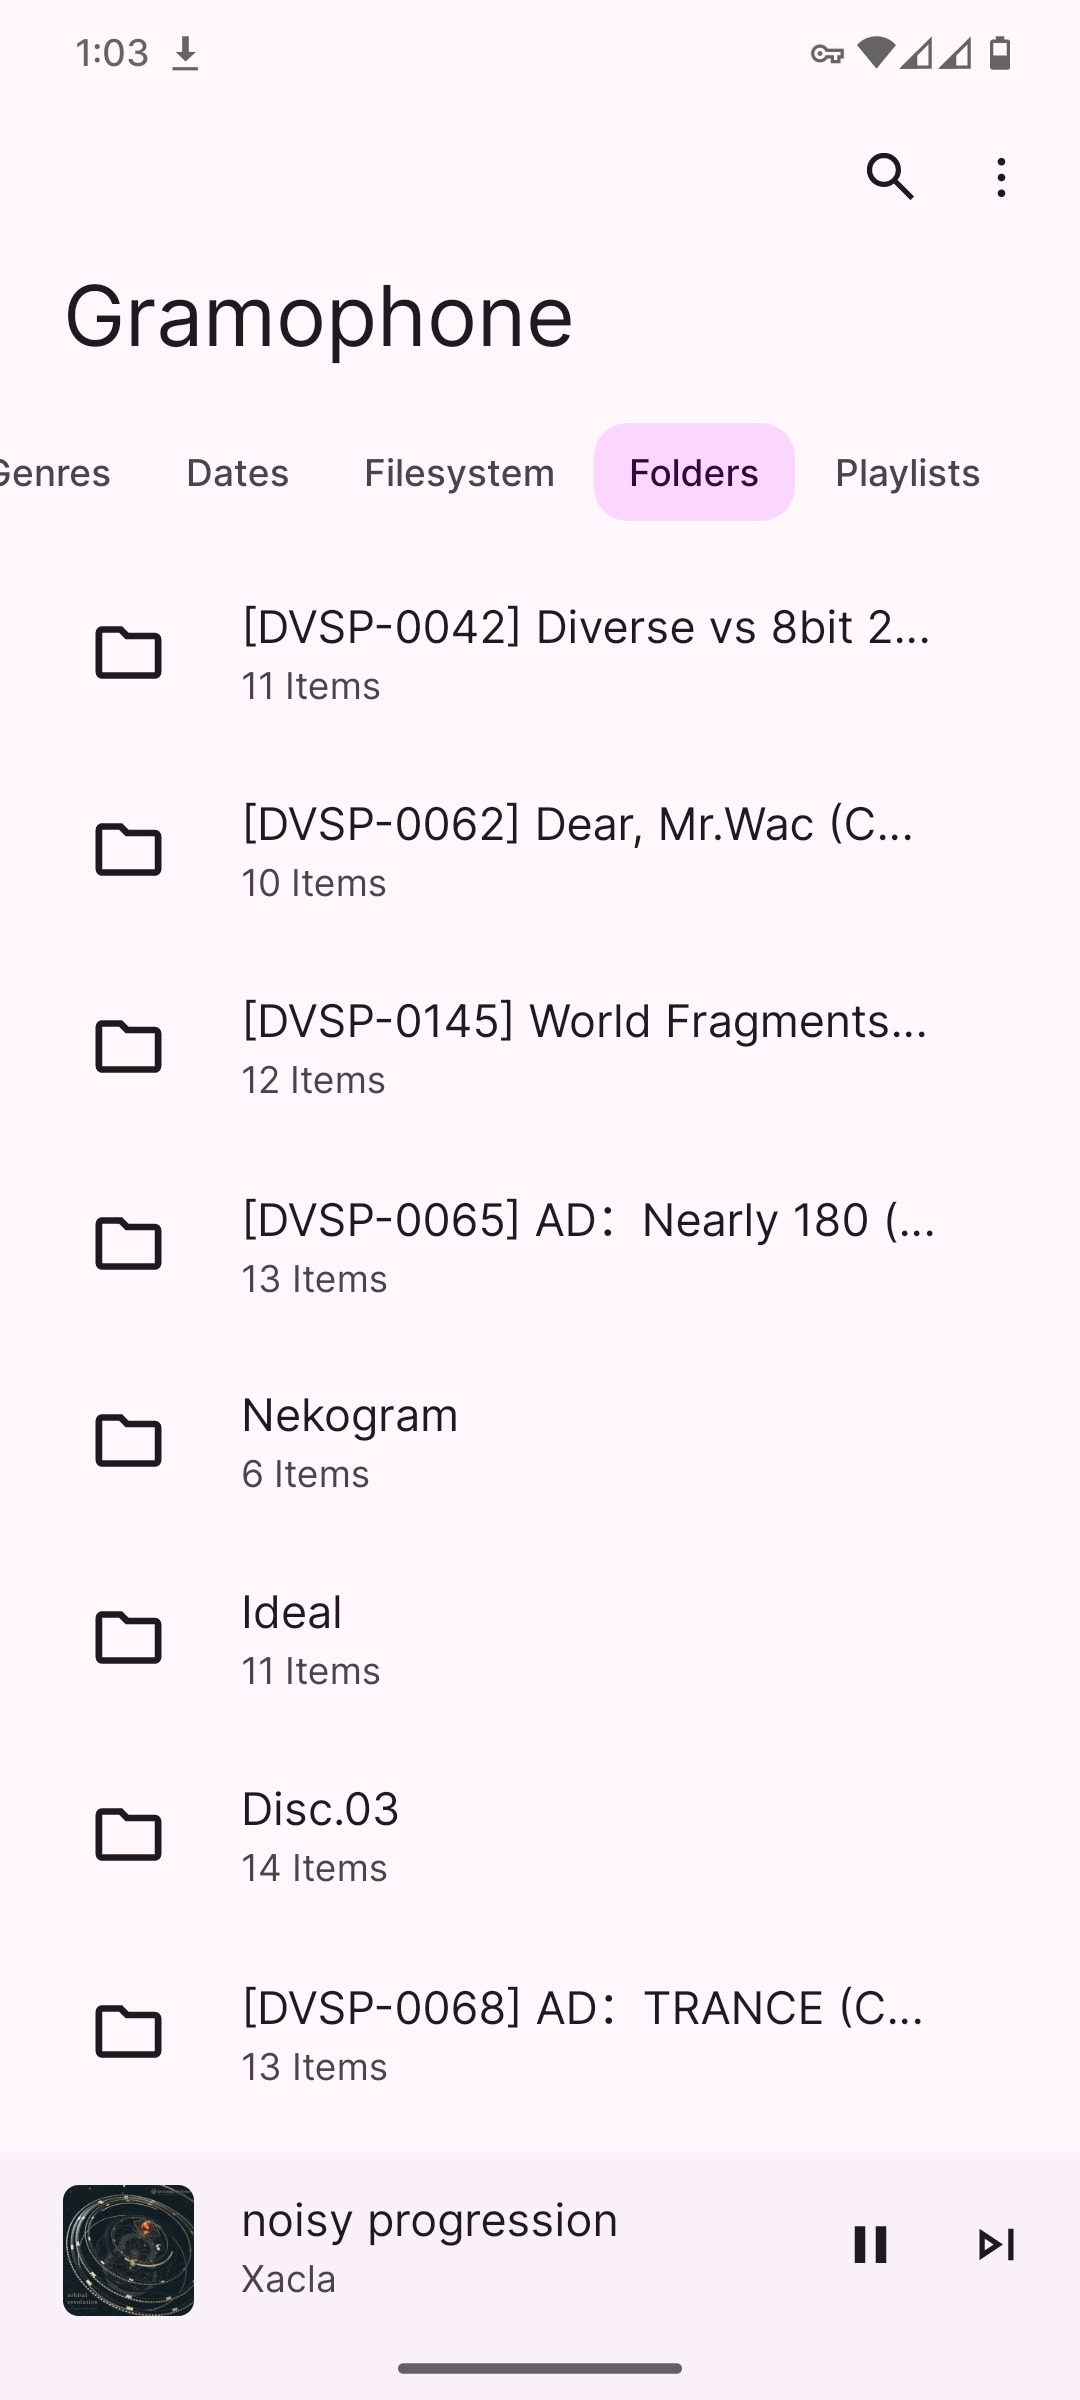 1:03
Gramophone
Genres Dates Filesystem Folders Playlists
[DVSP-0042] Diverse vs 8bit 2...
11 Items
[DVSP-0062] Dear, Mr.Wac (C...
10 Items
[DVSP-0145] World Fragments...
12 Items
[DVSP-0065] AD：Nearly 180 (...
13 Items
Nekogram
6 Items
Ideal
11 Items
Disc.03
14 Items
[DVSP-0068] AD：TRANCE (C...
13 Items
noisy progression
Xacla
orbital
revolution